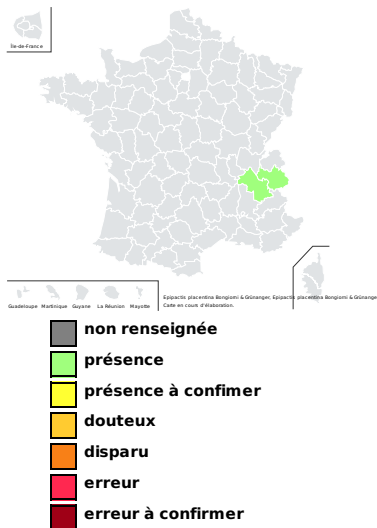 Île-de-France
Guadeloupe Martinique Guyane La Réunion Mayotte
Epipactis placentina Bongiorni & Grünanger, Epipactis placentina Bongiorni & Grünanger
Carte en cours d'élaboration.
non renseignée
présence
présence à confimer
douteux
disparu
erreur
erreur à confirmer